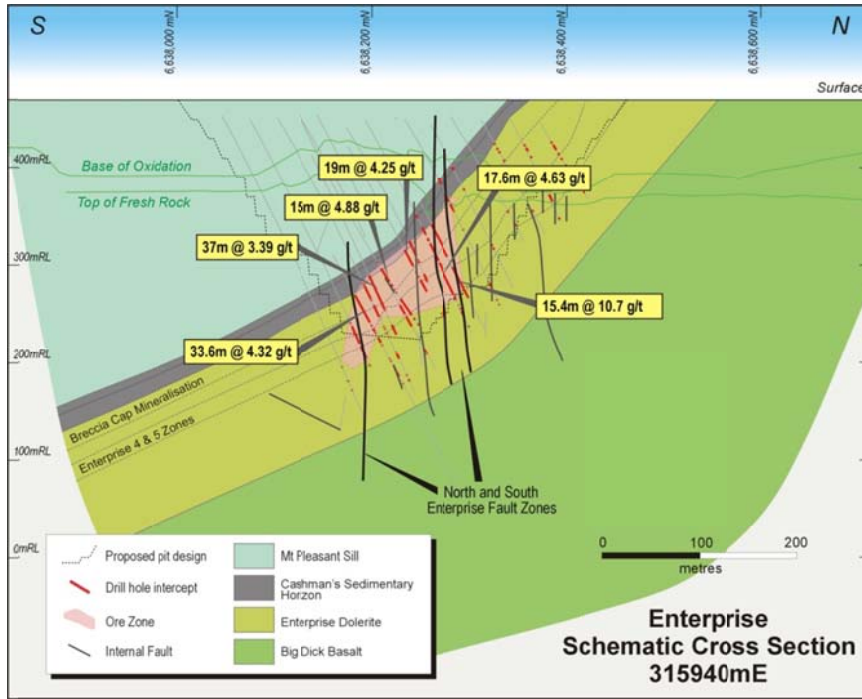 S
N
6,638,000 mN
6,638,200 mN
6,638,400 mN
6,638,600 mN
Surface
400mRL
Base of Oxidation
Top of Fresh Rock
19m @ 4.25 g/t
17.6m @ 4.63 g/t
15m @ 4.88 g/t
37m @ 3.39 g/t
300mRL
15.4m @ 10.7 g/t
33.6m @ 4.32 g/t
200mRL
Breccia Cap Mineralisation
Enterprise 4 & 5 Zones
100mRL
North and South
Enterprise Fault Zones
0mRL
Proposed pit design
Drill hole intercept
Ore Zone
Internal Fault
Mt Pleasant Sill
Cashman's Sedimentary
Horzon
Enterprise Dolerite
Big Dick Basalt
0
100
200
metres
Enterprise
Schematic Cross Section
315940mE